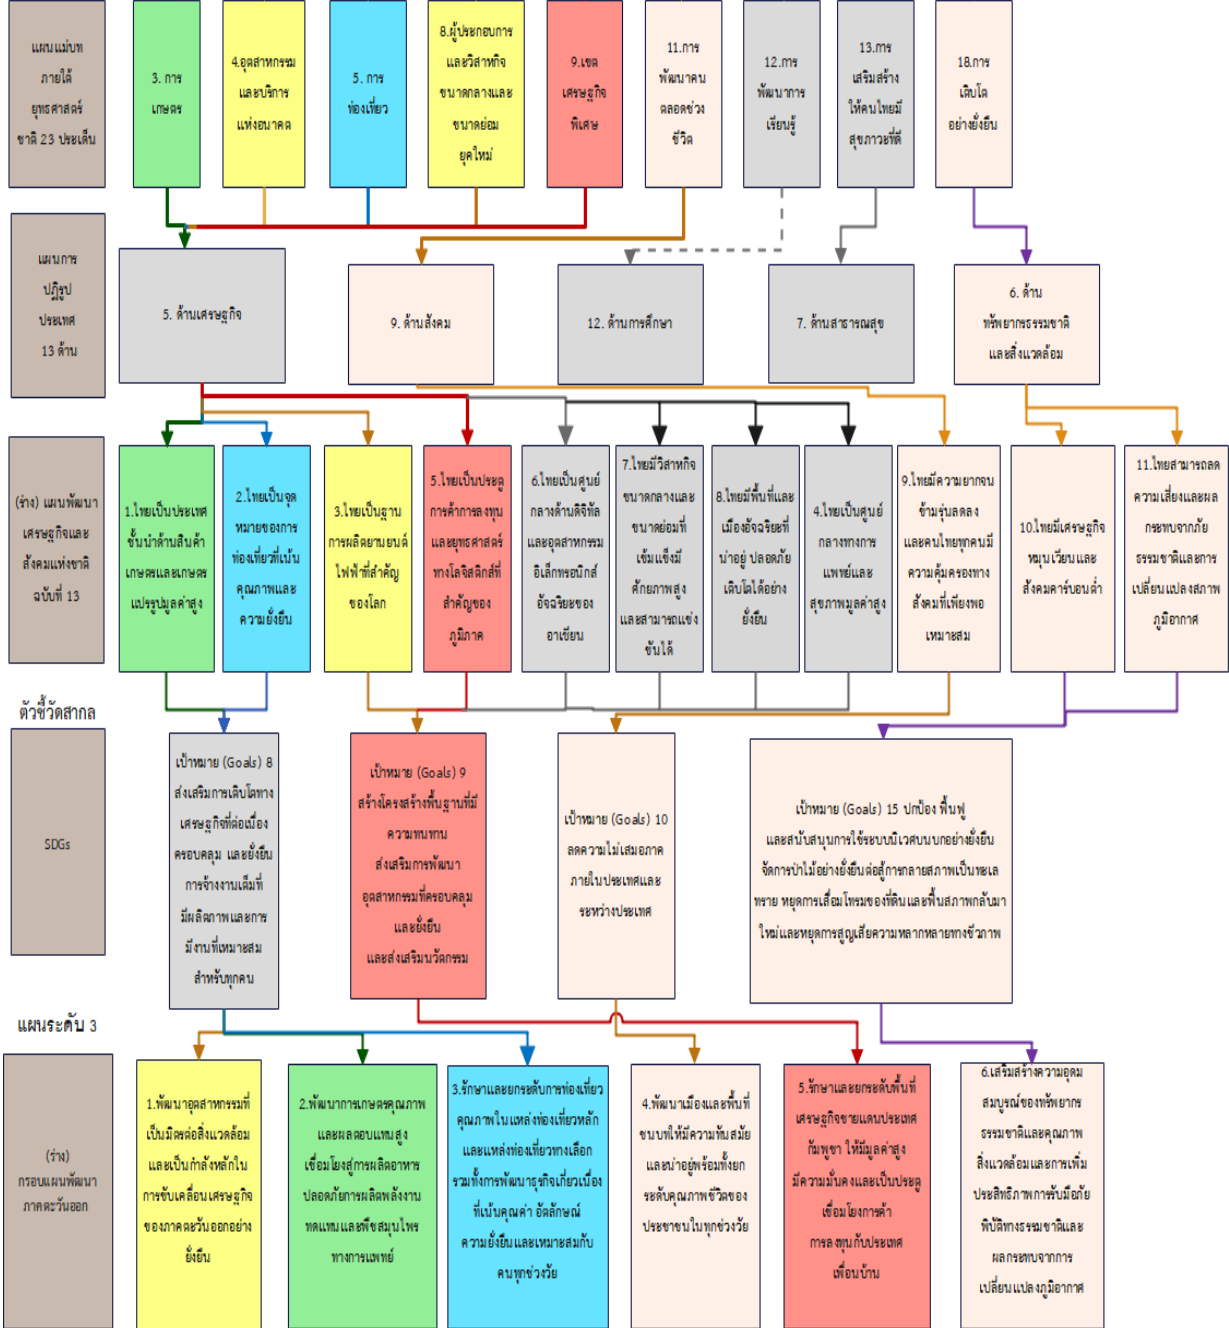 แผนแม่บท
ภายใต้
ยุทธศาสตร์
ชาติ 23 ประเด็น
3. การ
เกษตร
4.อุตสาหกรรม
และบริการ
แห่งอนาคต
5. การ
ท่องเที่ยว
8.ผู้ประกอบการ
และวิสาหกิจ
ขนาดกลางและ
ขนาดย่อม
ยุคใหม่
9.เขต
เศรษฐกิจ
พิเศษ
11.การ
พัฒนาคน
ตลอดช่วง
ชีวิต
12.การ
พัฒนาการ
เรียนรู้
13.การ
เสริมสร้าง
ให้คนไทยมี
สุขภาวะที่ดี
18.การ
เติบโต
อย่างยั่งยืน
แผนการ
ปฏิรูป
ประเทศ
13 ด้าน
5. ด้านเศรษฐกิจ
9. ด้านสังคม
12. ด้านการศึกษา
7. ด้านสาธารณสุข
6. ด้าน
ทรัพยากรธรรมชาติ
และสิ่งแวดล้อม
(ร่าง) แผนพัฒนา
เศรษฐกิจและ
สังคมแห่งชาติ
ฉบับที่ 13
1.ไทยเป็นประเทศ
ชั้นนำด้านสินค้า
เกษตรและเกษตร
แปรรูปมูลค่าสูง
2.ไทยเป็นจุด
หมายของการ
ท่องเที่ยวที่เน้น
คุณภาพและ
ความยั่งยืน
3.ไทยเป็นฐาน
การผลิตยานยนต์
ไฟฟ้าที่สำคัญ
ของโลก
5.ไทยเป็นประตู
การค้าการลงทุน
และยุทธศาสตร์
ทางโลจิสติกส์ที่
สำคัญของ
ภูมิภาค
6.ไทยเป็นศูนย์
กลางด้านดิจิทัล
และอุตสาหกรรม
อิเล็กทรอนิกส์
อัจฉริยะของ
อาเซียน
7.ไทยมีวิสาหกิจ
ขนาดกลางและ
ขนาดย่อมที่
เข้มแข็งมี
ศักยภาพสูง
และสามารถแข่ง
ขันได้
8.ไทยมีพื้นที่และ
เมืองอัจฉริยะที่
น่าอยู่ ปลอดภัย
เติบโตได้อย่าง
ยั่งยืน
4.ไทยเป็นศูนย์
กลางทางการ
แพทย์และ
สุขภาพมูลค่าสูง
9.ไทยมีความยากจน
ข้ามรุ่นลดลง
และคนไทยทุกคนมี
ความคุ้มครองทาง
สังคมที่เพียงพอ
เหมาะสม
10.ไทยมีเศรษฐกิจ
หมุนเวียนและ
สังคมคาร์บอนต่ำ
11.ไทยสามารถลด
ความเสี่ยงและผล
กระทบจากภัย
ธรรมชาติและการ
เปลี่ยนแปลงสภาพ
ภูมิอากาศ
ตัวชี้วัดสากล
SDGs
เป้าหมาย (Goals) 8
ส่งเสริมการเติบโตทาง
เศรษฐกิจที่ต่อเนื่อง
ครอบคลุม และยั่งยืน
การจ้างงานเต็มที่
มีผลิตภาพและการ
มีงานที่เหมาะสม
สำหรับทุกคน
เป้าหมาย (Goals) 9
สร้างโครงสร้างพื้นฐานที่มี
ความทนทาน
ส่งเสริมการพัฒนา
อุตสาหกรรมที่ครอบคลุม
และยั่งยืน
และส่งเสริมนวัตกรรม
เป้าหมาย (Goals) 10
ลดความไม่เสมอภาค
ภายในประเทศและ
ระหว่างประเทศ
เป้าหมาย (Goals) 15 ปกป้อง ฟื้นฟู
และสนับสนุนการใช้ระบบนิเวศบนบกอย่างยั่งยืน
จัดการป่าไม้อย่างยั่งยืนต่อสู้การกลายสภาพเป็นทะเล
ทราย หยุดการเสื่อมโทรมของที่ดินและฟื้นสภาพกลับมา
ใหม่และหยุดการสูญเสียความหลากหลายทางชีวภาพ
แผนระดับ 3
(ร่าง)
กรอบแผนพัฒนา
ภาคตะวันออก
1.พัฒนาอุตสาหกรรมที่
เป็นมิตรต่อสิ่งแวดล้อม
และเป็นกำลังหลักใน
การขับเคลื่อนเศรษฐกิจ
ของภาคตะวันออกอย่าง
ยั่งยืน
2.พัฒนาการเกษตรคุณภาพ
และผลตอบแทนสูง
เชื่อมโยงสู่การผลิตอาหาร
ปลอดภัยการผลิตพลังงาน
ทดแทนและพืชสมุนไพร
ทางการแพทย์
3.รักษาและยกระดับการท่องเที่ยว
คุณภาพในแหล่งท่องเที่ยวหลัก
และแหล่งท่องเที่ยวทางเลือก
รวมทั้งการพัฒนาธุรกิจเกี่ยวเนื่อง
ที่เน้นคุณค่า อัตลักษณ์
ความยั่งยืนและเหมาะสมกับ
คนทุกช่วงวัย
4.พัฒนาเมืองและพื้นที่
ชนบทให้มีความทันสมัย
และน่าอยู่พร้อมทั้งยก
ระดับคุณภาพชีวิตของ
ประชาชนในทุกช่วงวัย
5.รักษาและยกระดับพื้นที่
เศรษฐกิจชายแดนประเทศ
กัมพูชา ให้มีมูลค่าสูง
มีความมั่นคงและเป็นประตู
เชื่อมโยงการค้า
การลงทุนกับประเทศ
เพื่อนบ้าน
6.เสริมสร้างความอุดม
สมบูรณ์ของทรัพยากร
ธรรมชาติและคุณภาพ
สิ่งแวดล้อมและการเพิ่ม
ประสิทธิภาพการรับมือภัย
พิบัติทางธรรมชาติและ
ผลกระทบจากการ
เปลี่ยนแปลงภูมิอากาศ